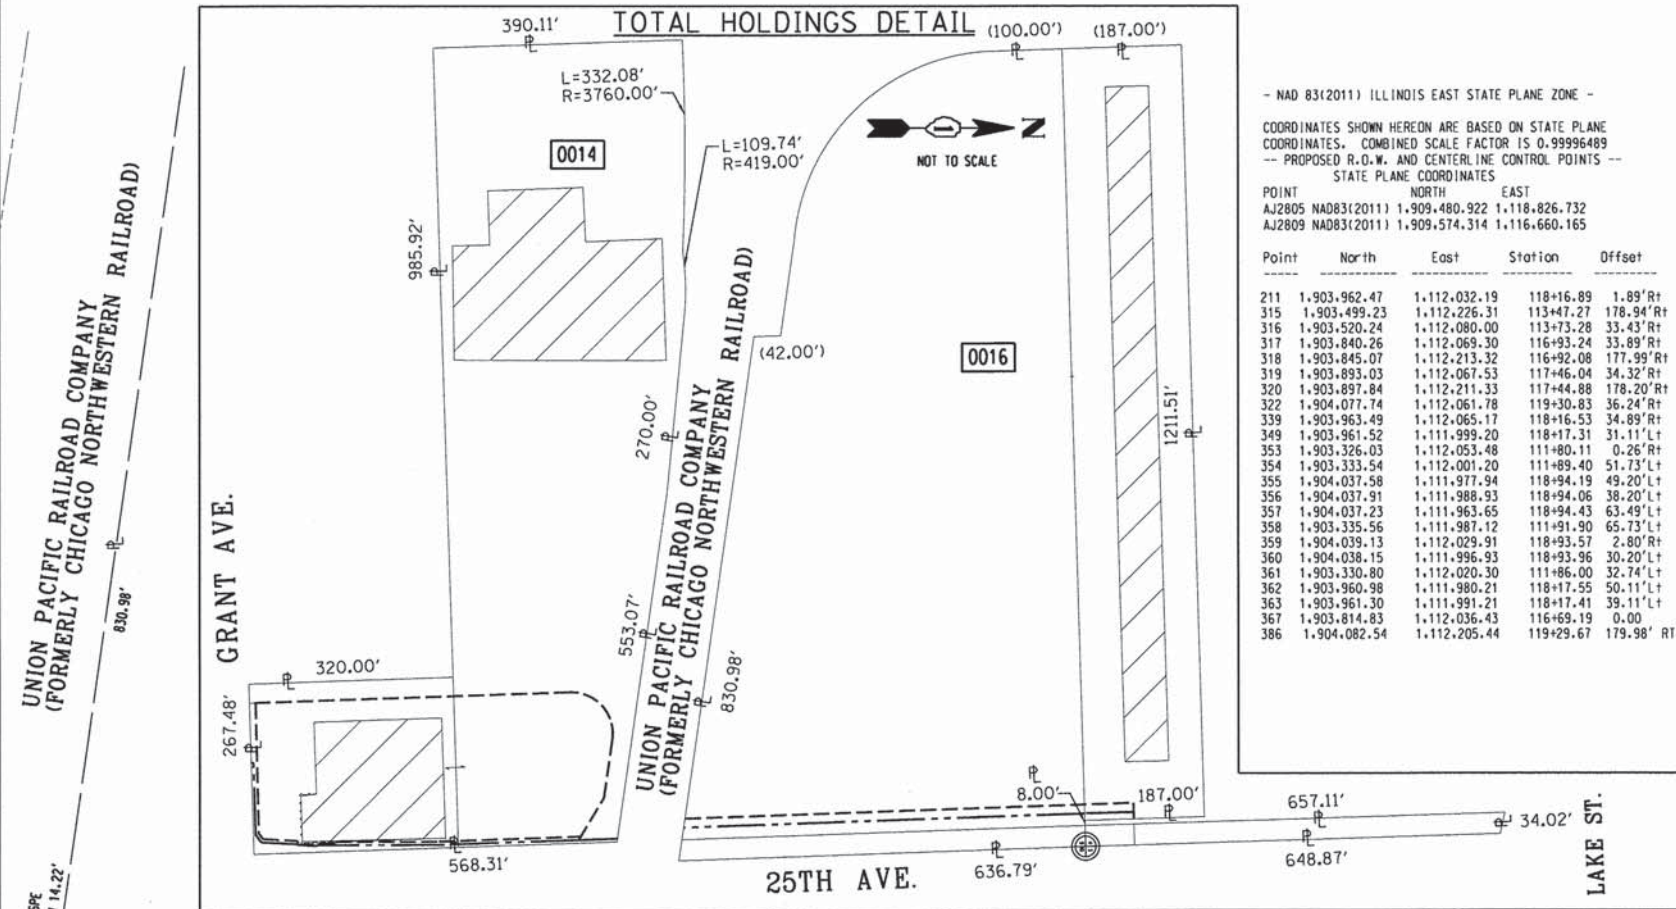 TOTAL HOLDINGS DETAIL
390.11'
(100.00')
(187.00')
L=332.08'
R=3760.00'
L=109.74'
R=419.00'
0014
N
NOT TO SCALE
985.92'
(42.00')
0016
270.00'
1211.51'
UNION PACIFIC RAILROAD COMPANY
(FORMERLY CHICAGO NORTHWESTERN RAILROAD)
830.98'
GRANT AVE.
UNION PACIFIC RAILROAD COMPANY
(FORMERLY CHICAGO NORTHWESTERN RAILROAD)
553.07'
830.98'
320.00'
267.48'
8.00'
187.00'
657.11'
34.02'
568.31'
25TH AVE.
636.79'
648.87'
LAKE ST.
14.22'
- NAD 83(2011) ILLINOIS EAST STATE PLANE ZONE -
COORDINATES SHOWN HEREON ARE BASED ON STATE PLANE
COORDINATES. COMBINED SCALE FACTOR IS 0.99996489
-- PROPOSED R.O.W. AND CENTERLINE CONTROL POINTS --
STATE PLANE COORDINATES
POINT NORTH EAST
AJ2805 NAD83(2011) 1,909,480.922 1,118,826.732
AJ2809 NAD83(2011) 1,909,574.314 1,116,660.165
Point North East Station Offset
211 1,903,962.47 1,112,032.19 118+16.89 1.89'Rt
315 1,903,499.23 1,112,226.31 113+47.27 178.94'Rt
316 1,903,520.24 1,112,080.00 113+73.28 33.43'Rt
317 1,903,840.26 1,112,069.30 116+93.24 33.89'Rt
318 1,903,845.07 1,112,213.32 116+92.08 177.99'Rt
319 1,903,893.03 1,112,067.53 117+46.04 34.32'Rt
320 1,903,897.84 1,112,211.33 117+44.88 178.20'Rt
322 1,904,077.74 1,112,061.78 119+30.83 36.24'Rt
339 1,903,963.49 1,112,065.17 118+16.53 34.89'Rt
349 1,903,961.52 1,111,999.20 118+17.31 31.11'Lt
353 1,903,326.03 1,112,053.48 111+80.11 0.26'Rt
354 1,903,333.54 1,112,001.20 111+89.40 51.73'Lt
355 1,904,037.58 1,111,977.94 118+94.19 49.20'Lt
356 1,904,037.91 1,111,988.93 118+94.06 38.20'Lt
357 1,904,037.23 1,111,963.65 118+94.43 63.49'Lt
358 1,903,335.56 1,111,987.12 111+91.90 65.73'Lt
359 1,904,039.13 1,112,029.91 118+93.57 2.80'Rt
360 1,904,038.15 1,111,996.93 118+93.96 30.20'Lt
361 1,903,330.80 1,112,020.30 111+86.00 32.74'Lt
362 1,903,960.98 1,111,980.21 118+17.55 50.11'Lt
363 1,903,961.30 1,111,991.21 118+17.41 39.11'Lt
367 1,903,814.83 1,112,036.43 116+69.19 0.00
386 1,904,082.54 1,112,205.44 119+29.67 179.98' RT